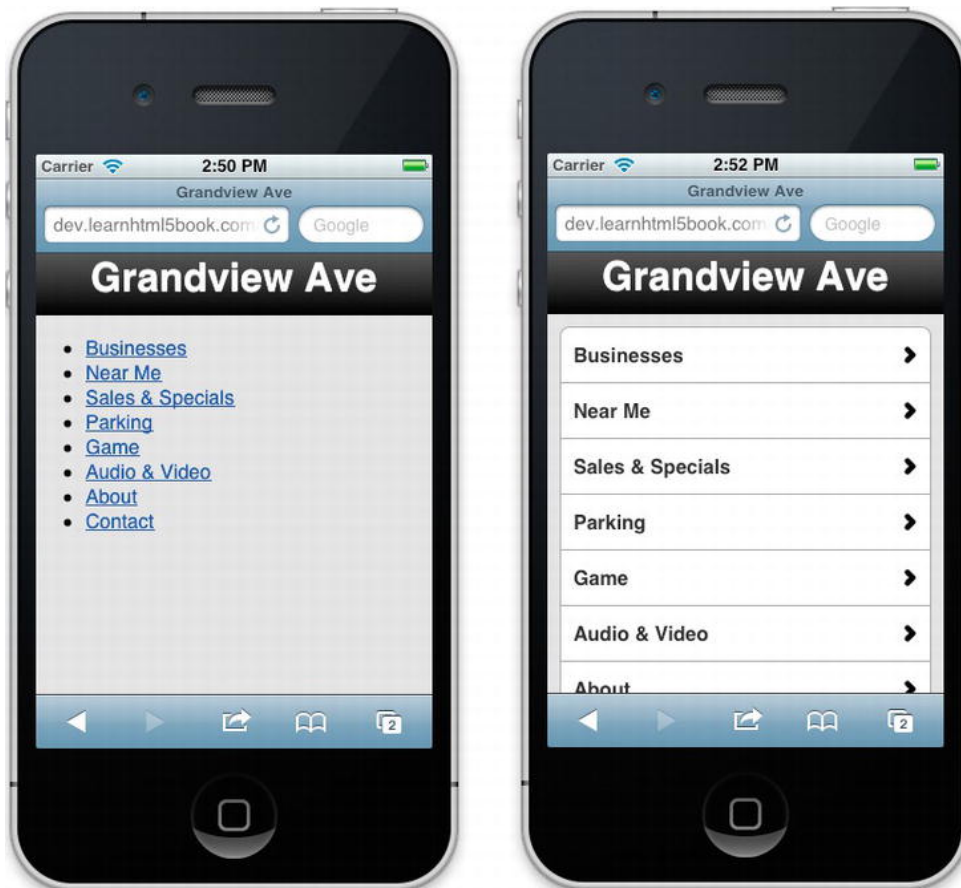 Carrier 2:50 PM
Grandview Ave
dev.learnhtml5book.com Google
Grandview Ave
Businesses
Near Me
Sales & Specials
Parking
Game
Audio & Video
About
Contact
2
Carrier 2:52 PM
Grandview Ave
dev.learnhtml5book.com Google
Grandview Ave
Businesses
Near Me
Sales & Specials
Parking
Game
Audio & Video
About
2